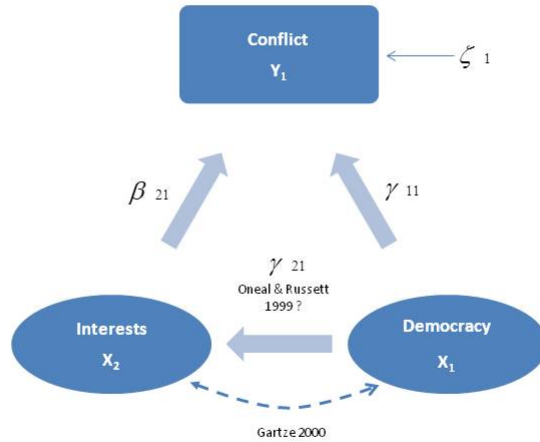 Conflict
Y₁
ζ 1
β 21
γ 11
γ 21
Oneal & Russett
1999 ?
Interests
X₂
Democracy
X₁
Gartze 2000